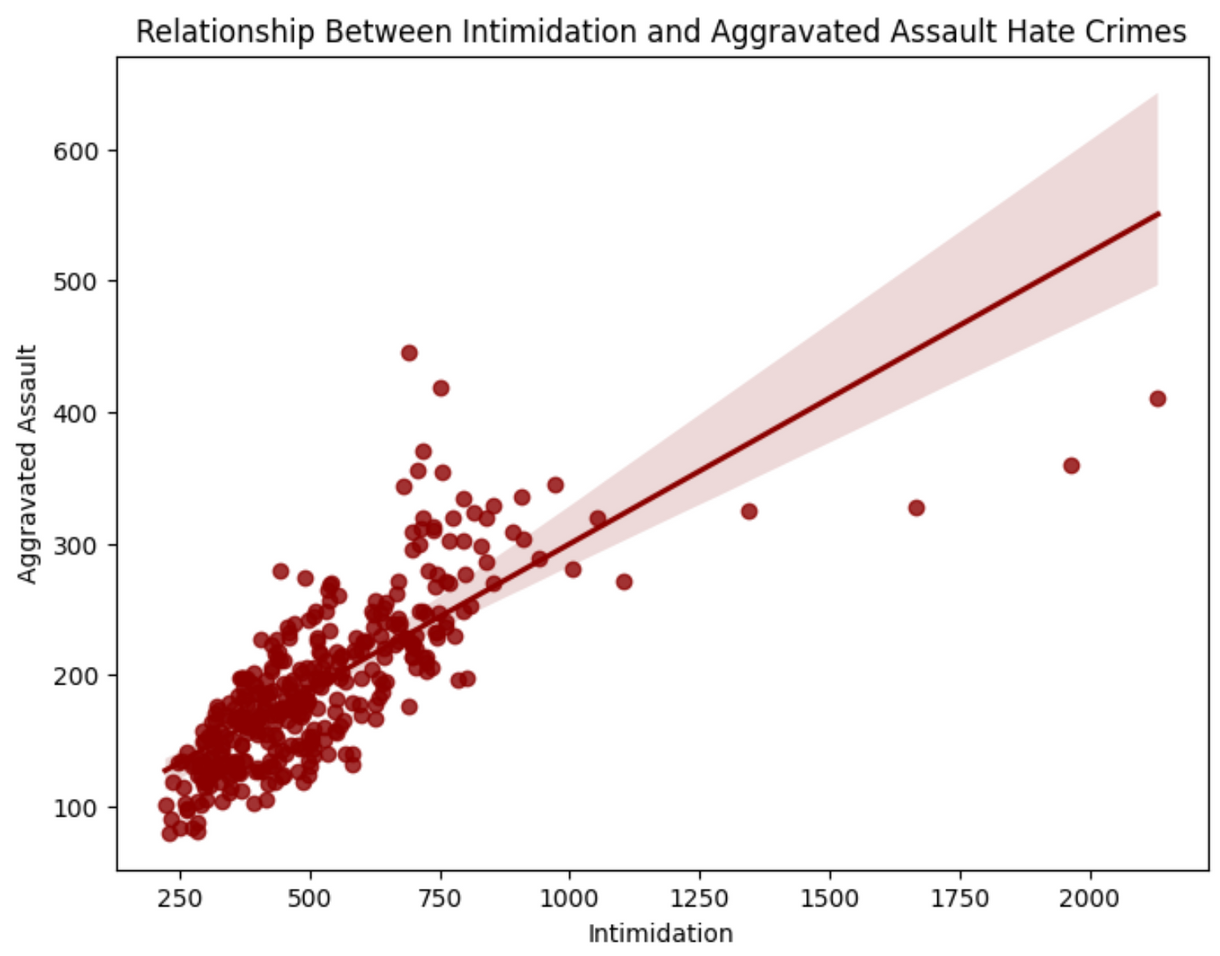 Relationship Between Intimidation and Aggravated Assault Hate Crimes
Aggravated Assault
600
500
400
300
200
100
250 500 750 1000 1250 1500 1750 2000
Intimidation